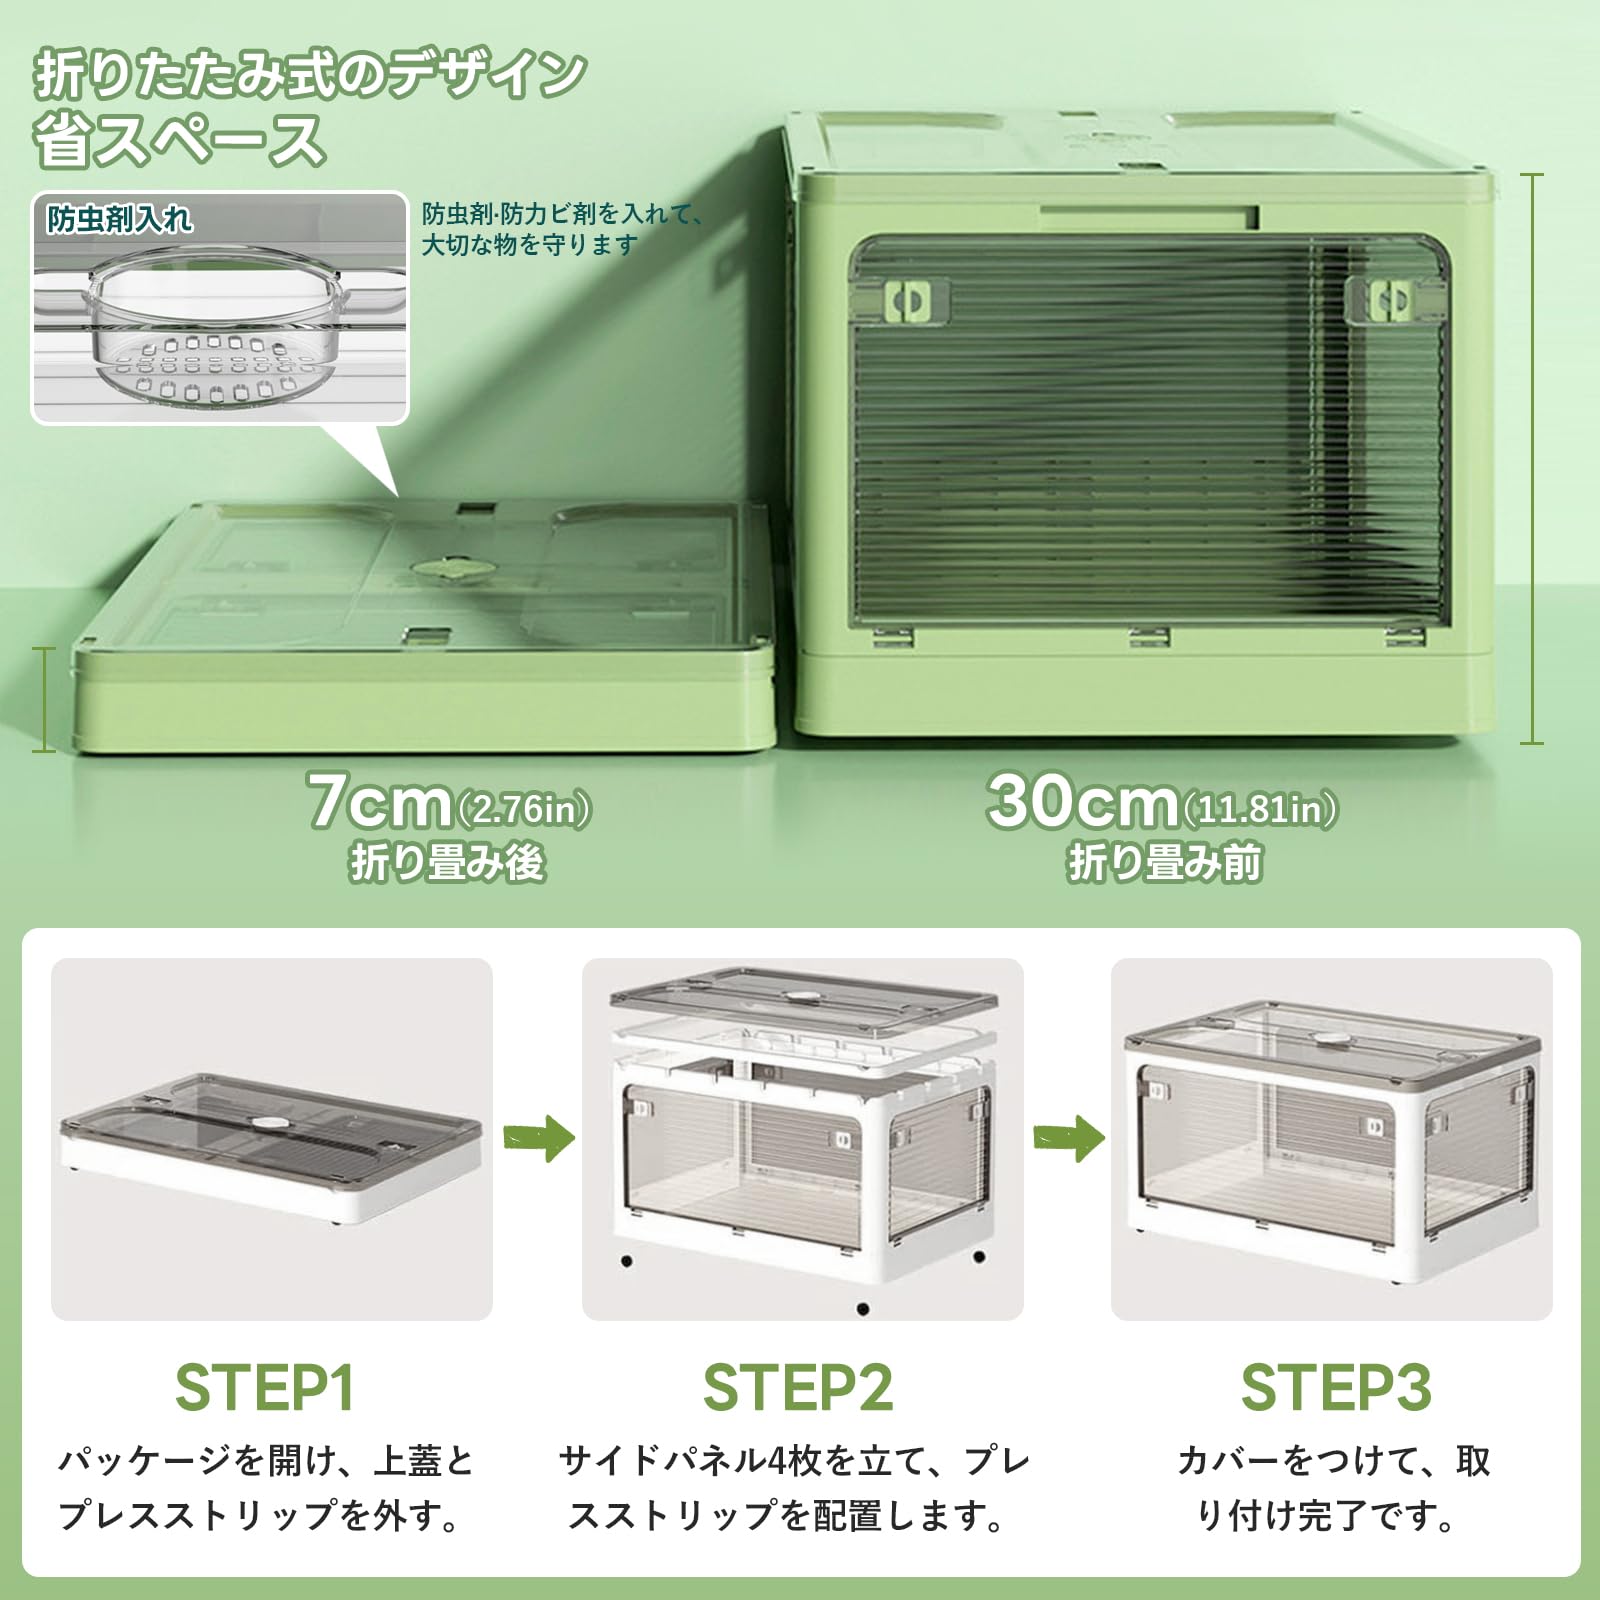 折りたたみ式のデザイン
省スペース
防虫剤入れ
防虫剤·防カビ剤を入れて、
大切な物を守ります
7cm(2.76in)
折り畳み後
30cm(11.81in)
折り畳み前
STEP1
パッケージを開け、上蓋と
プレスストリップを外す。
STEP2
サイドパネル4枚を立て、プレ
スストリップを配置します。
STEP3
カバーをつけて、取
り付け完了です。